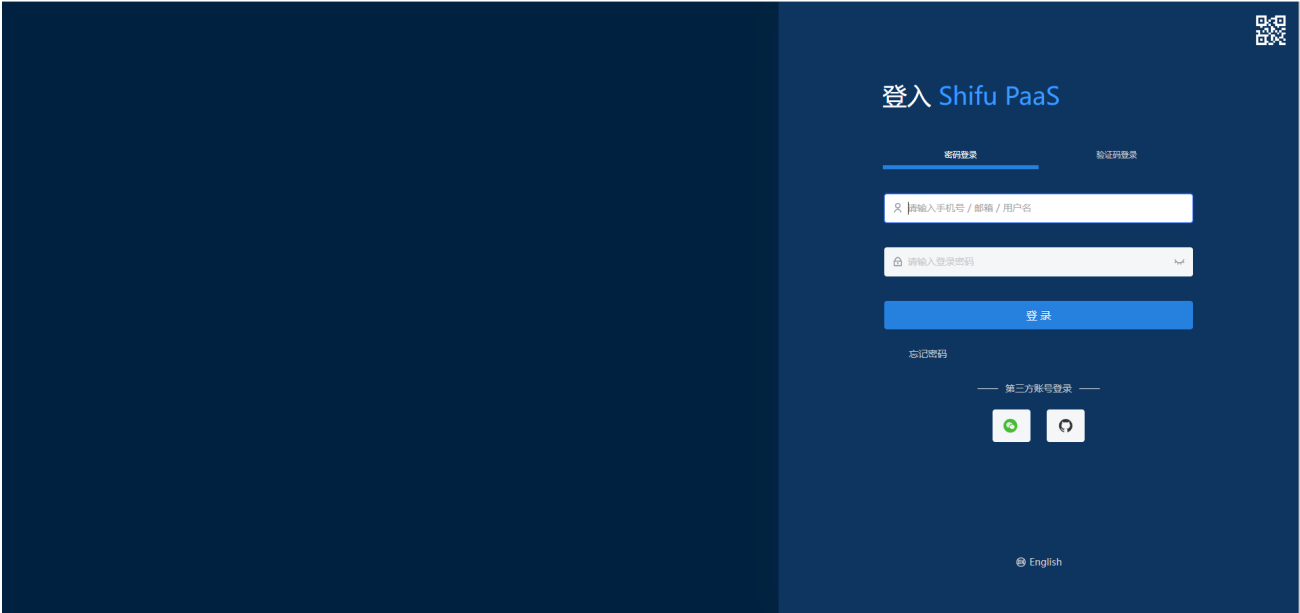 登入 Shifu PaaS
密码登录 验证码登录
请输入手机号 / 邮箱 / 用户名
请输入登录密码
登 录
忘记密码
第三方账号登录
English